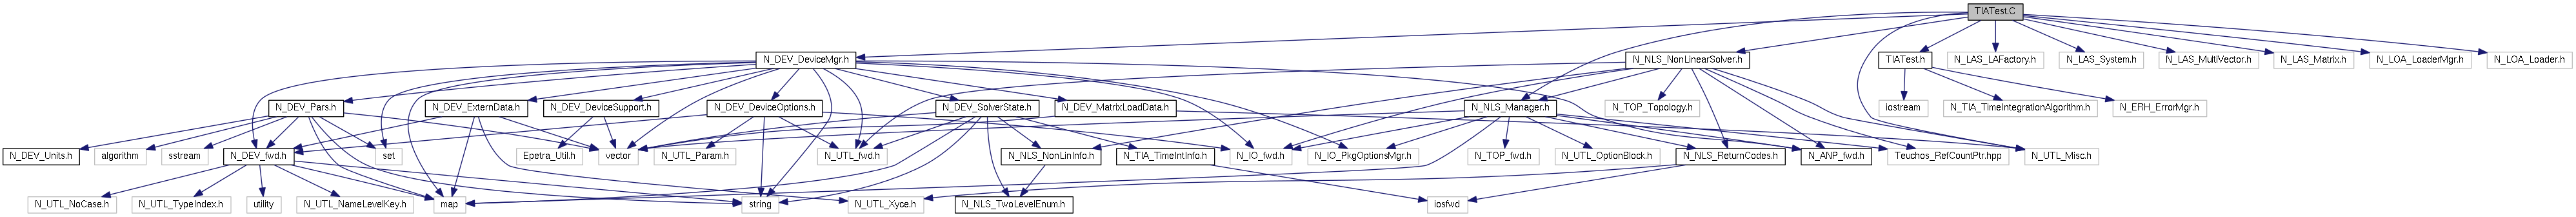 TIATest.C
N_DEV_DeviceMgr.h
N_NLS_NonLinearSolver.h
TIATest.h
N_LAS_LAFactory.h
N_LAS_System.h
N_LAS_MultiVector.h
N_LAS_Matrix.h
N_LOA_LoaderMgr.h
N_LOA_Loader.h
N_DEV_Pars.h
N_DEV_ExternData.h
N_DEV_DeviceSupport.h
N_DEV_DeviceOptions.h
N_DEV_SolverState.h
N_DEV_MatrixLoadData.h
N_NLS_Manager.h
N_TOP_Topology.h
iostream
N_TIA_TimeIntegrationAlgorithm.h
N_ERH_ErrorMgr.h
N_DEV_Units.h
algorithm
sstream
N_DEV_fwd.h
set
Epetra_Util.h
vector
N_UTL_Param.h
N_UTL_fwd.h
N_NLS_NonLinInfo.h
N_TIA_TimeIntInfo.h
N_IO_fwd.h
N_IO_PkgOptionsMgr.h
N_TOP_fwd.h
N_UTL_OptionBlock.h
N_NLS_ReturnCodes.h
N_ANP_fwd.h
Teuchos_RefCountPtr.hpp
N_UTL_Misc.h
N_UTL_NoCase.h
N_UTL_TypeIndex.h
utility
N_UTL_NameLevelKey.h
map
string
N_UTL_Xyce.h
N_NLS_TwoLevelEnum.h
iosfwd